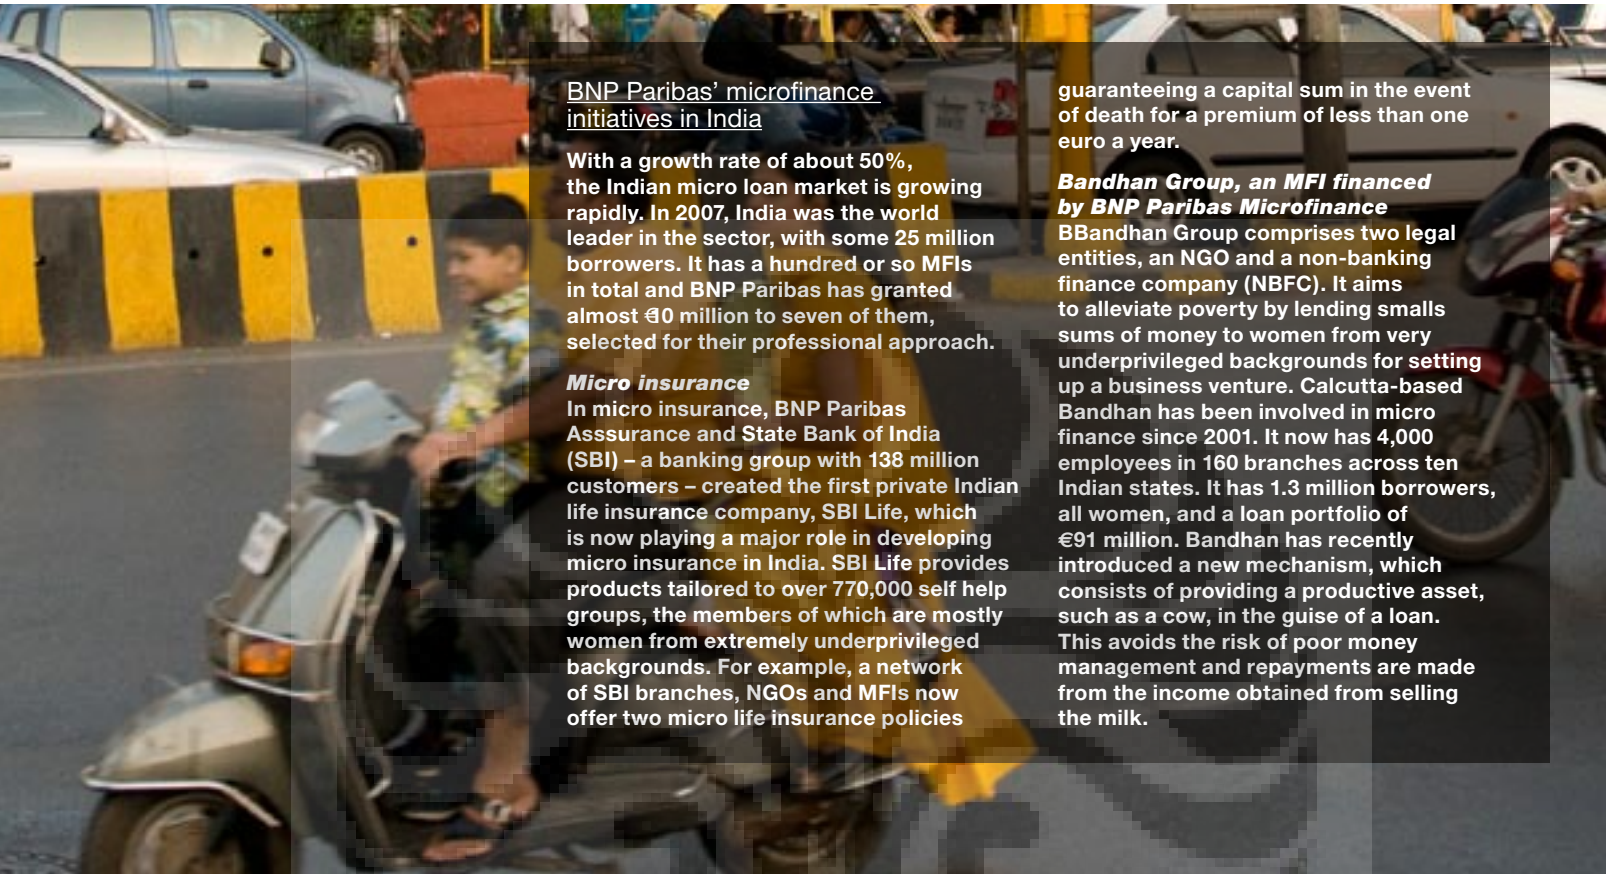 BNP Paribas’ microfinance
initiatives in India
With a growth rate of about 50%,
the Indian micro loan market is growing
rapidly. In 2007, India was the world
leader in the sector, with some 25 million
borrowers. It has a hundred or so MFIs
in total and BNP Paribas has granted
almost €10 million to seven of them,
selected for their professional approach.
Micro insurance
In micro insurance, BNP Paribas
Asssurance and State Bank of India
(SBI) – a banking group with 138 million
customers – created the first private Indian
life insurance company, SBI Life, which
is now playing a major role in developing
micro insurance in India. SBI Life provides
products tailored to over 770,000 self help
groups, the members of which are mostly
women from extremely underprivileged
backgrounds. For example, a network
of SBI branches, NGOs and MFIs now
offer two micro life insurance policies
guaranteeing a capital sum in the event
of death for a premium of less than one
euro a year.
Bandhan Group, an MFI financed
by BNP Paribas Microfinance
BBandhan Group comprises two legal
entities, an NGO and a non-banking
finance company (NBFC). It aims
to alleviate poverty by lending smalls
sums of money to women from very
underprivileged backgrounds for setting
up a business venture. Calcutta-based
Bandhan has been involved in micro
finance since 2001. It now has 4,000
employees in 160 branches across ten
Indian states. It has 1.3 million borrowers,
all women, and a loan portfolio of
€91 million. Bandhan has recently
introduced a new mechanism, which
consists of providing a productive asset,
such as a cow, in the guise of a loan.
This avoids the risk of poor money
management and repayments are made
from the income obtained from selling
the milk.